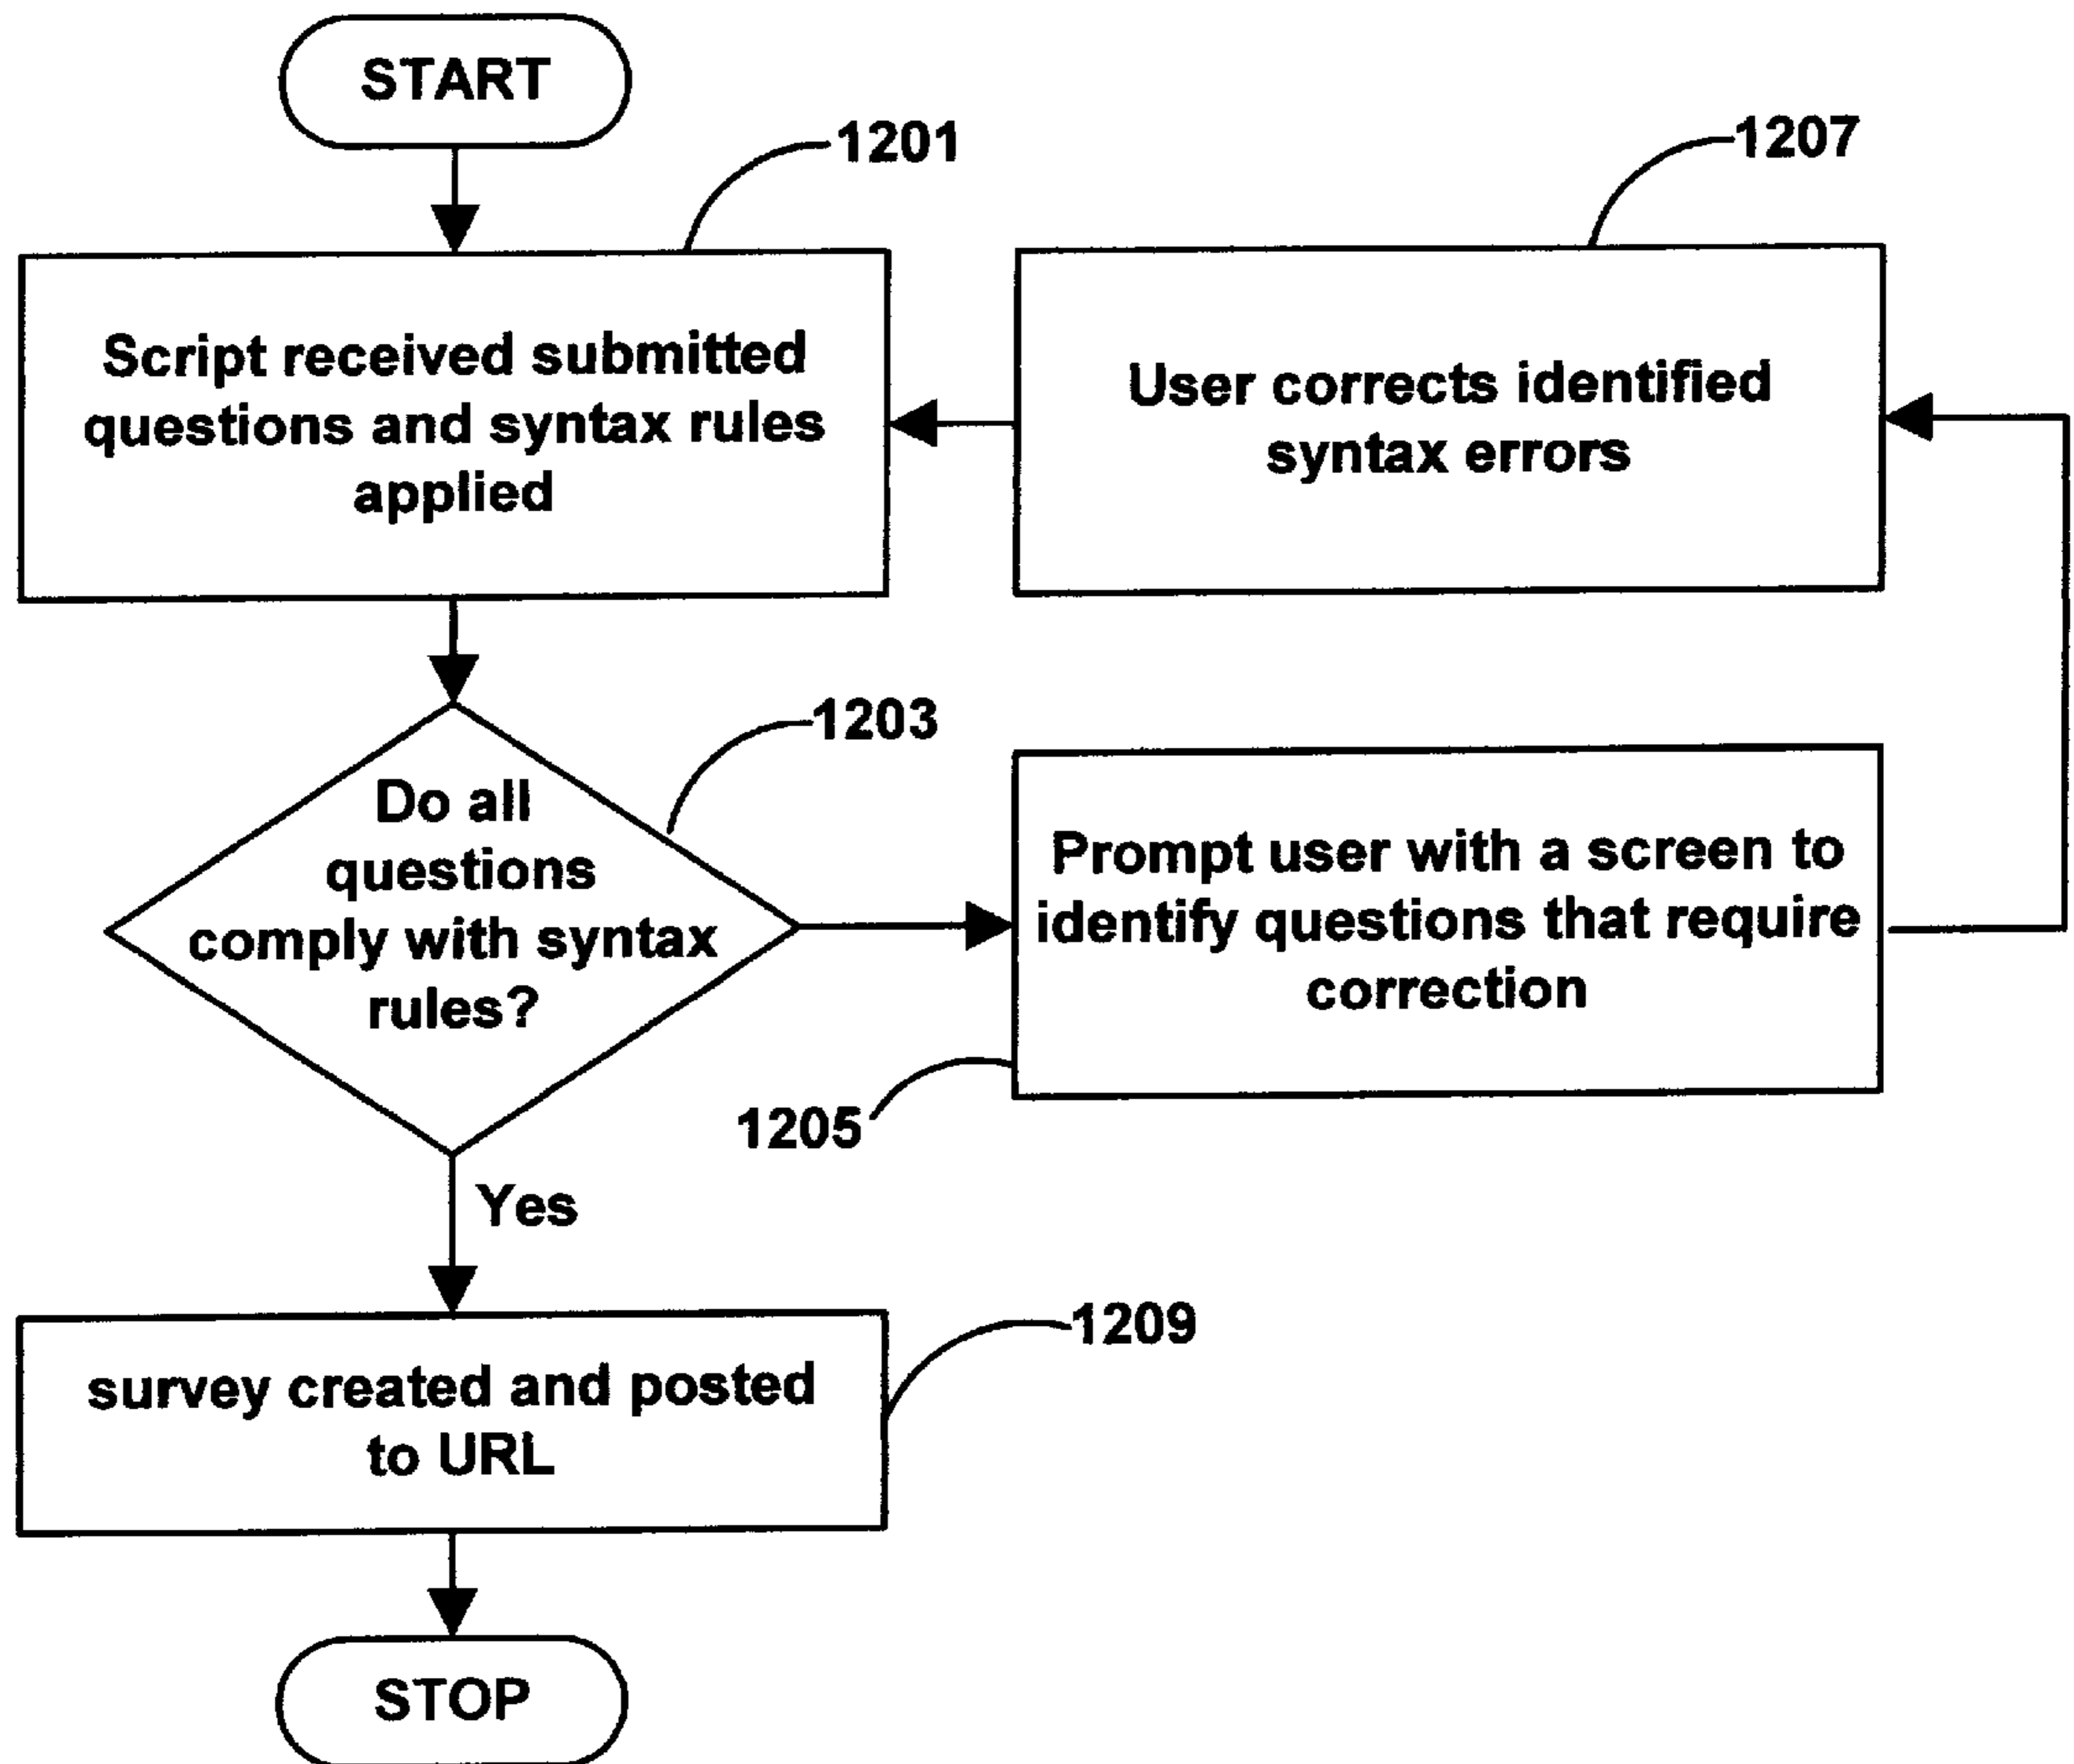 START
1201
1207
Script received submitted
questions and syntax rules
applied
User corrects identified
syntax errors
1203
Do all
questions
comply with syntax
rules?
Prompt user with a screen to
identify questions that require
correction
1205
Yes
1209
survey created and posted
to URL
STOP